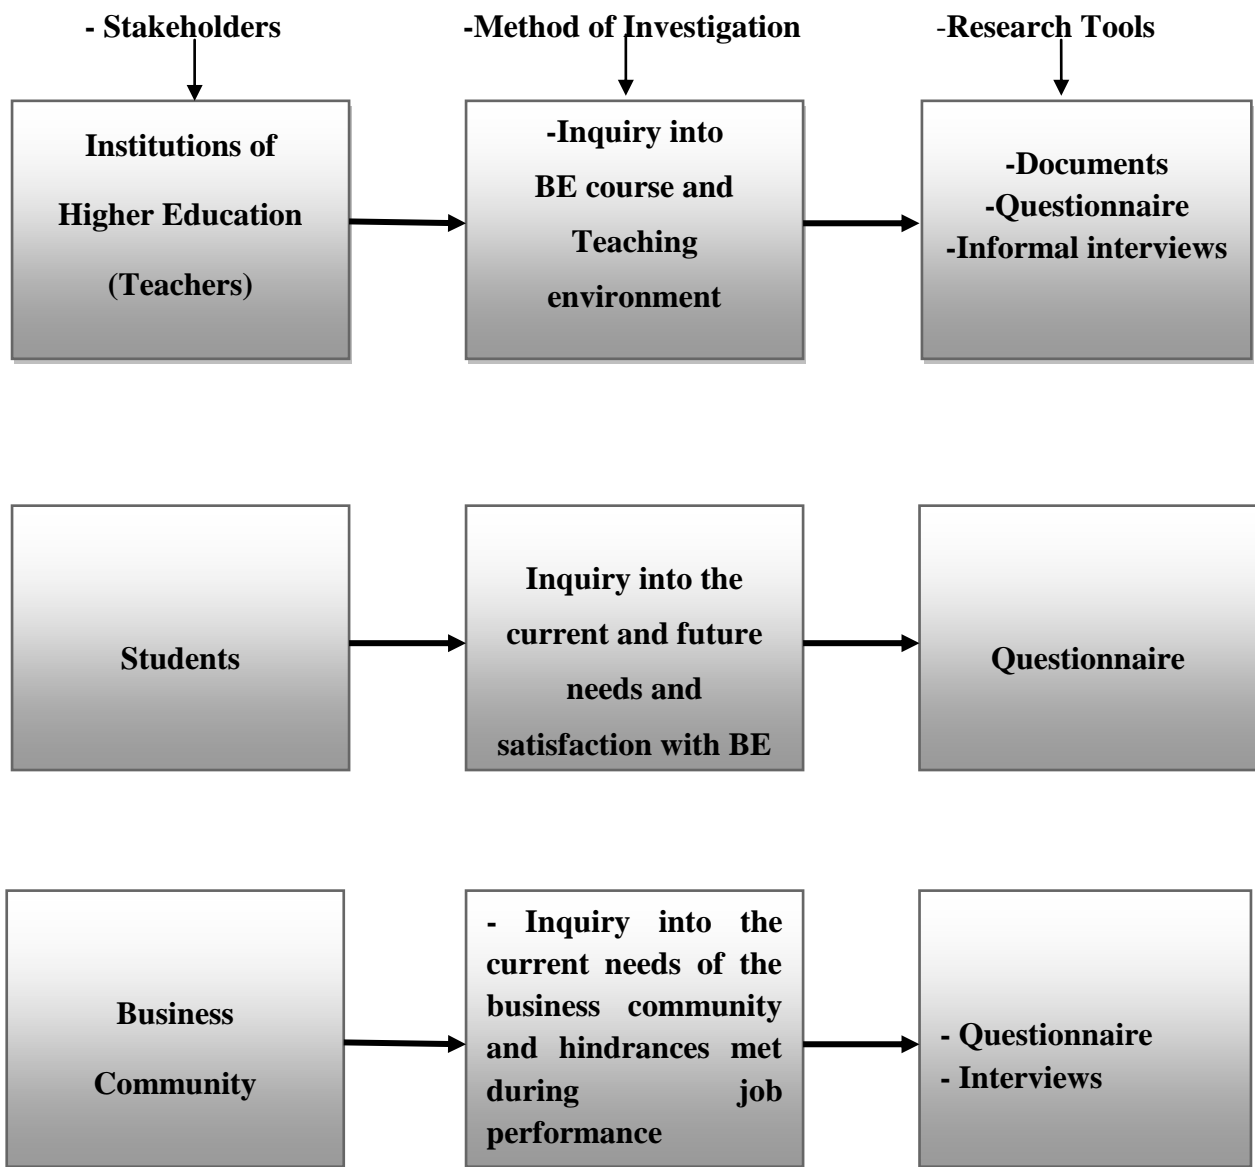 - Stakeholders
-Method of Investigation
-Research Tools
Institutions of
Higher Education
(Teachers)
-Inquiry into
BE course and
Teaching
environment
-Documents
-Questionnaire
-Informal interviews
Students
Inquiry into the
current and future
needs and
satisfaction with BE
Questionnaire
Business
Community
- Inquiry into the
current needs of the
business community
and hindrances met
during job
performance
- Questionnaire
- Interviews